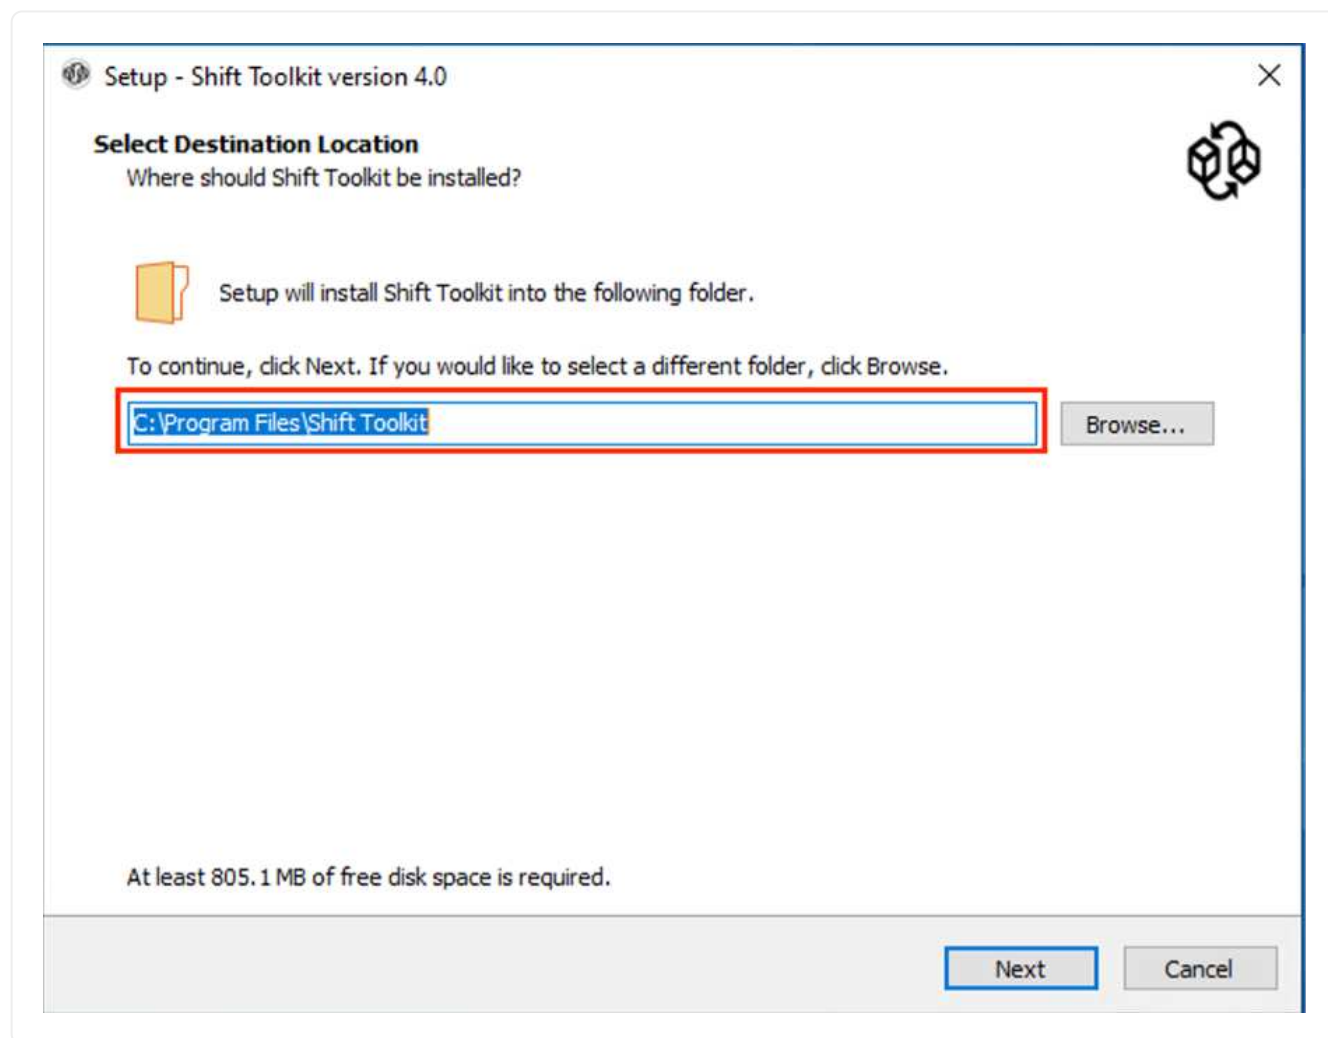 Setup - Shift Toolkit version 4.0
Select Destination Location
Where should Shift Toolkit be installed?
Setup will install Shift Toolkit into the following folder.
To continue, click Next. If you would like to select a different folder, click Browse.
C:\Program Files\Shift Toolkit
Browse...
At least 805.1 MB of free disk space is required.
Next
Cancel